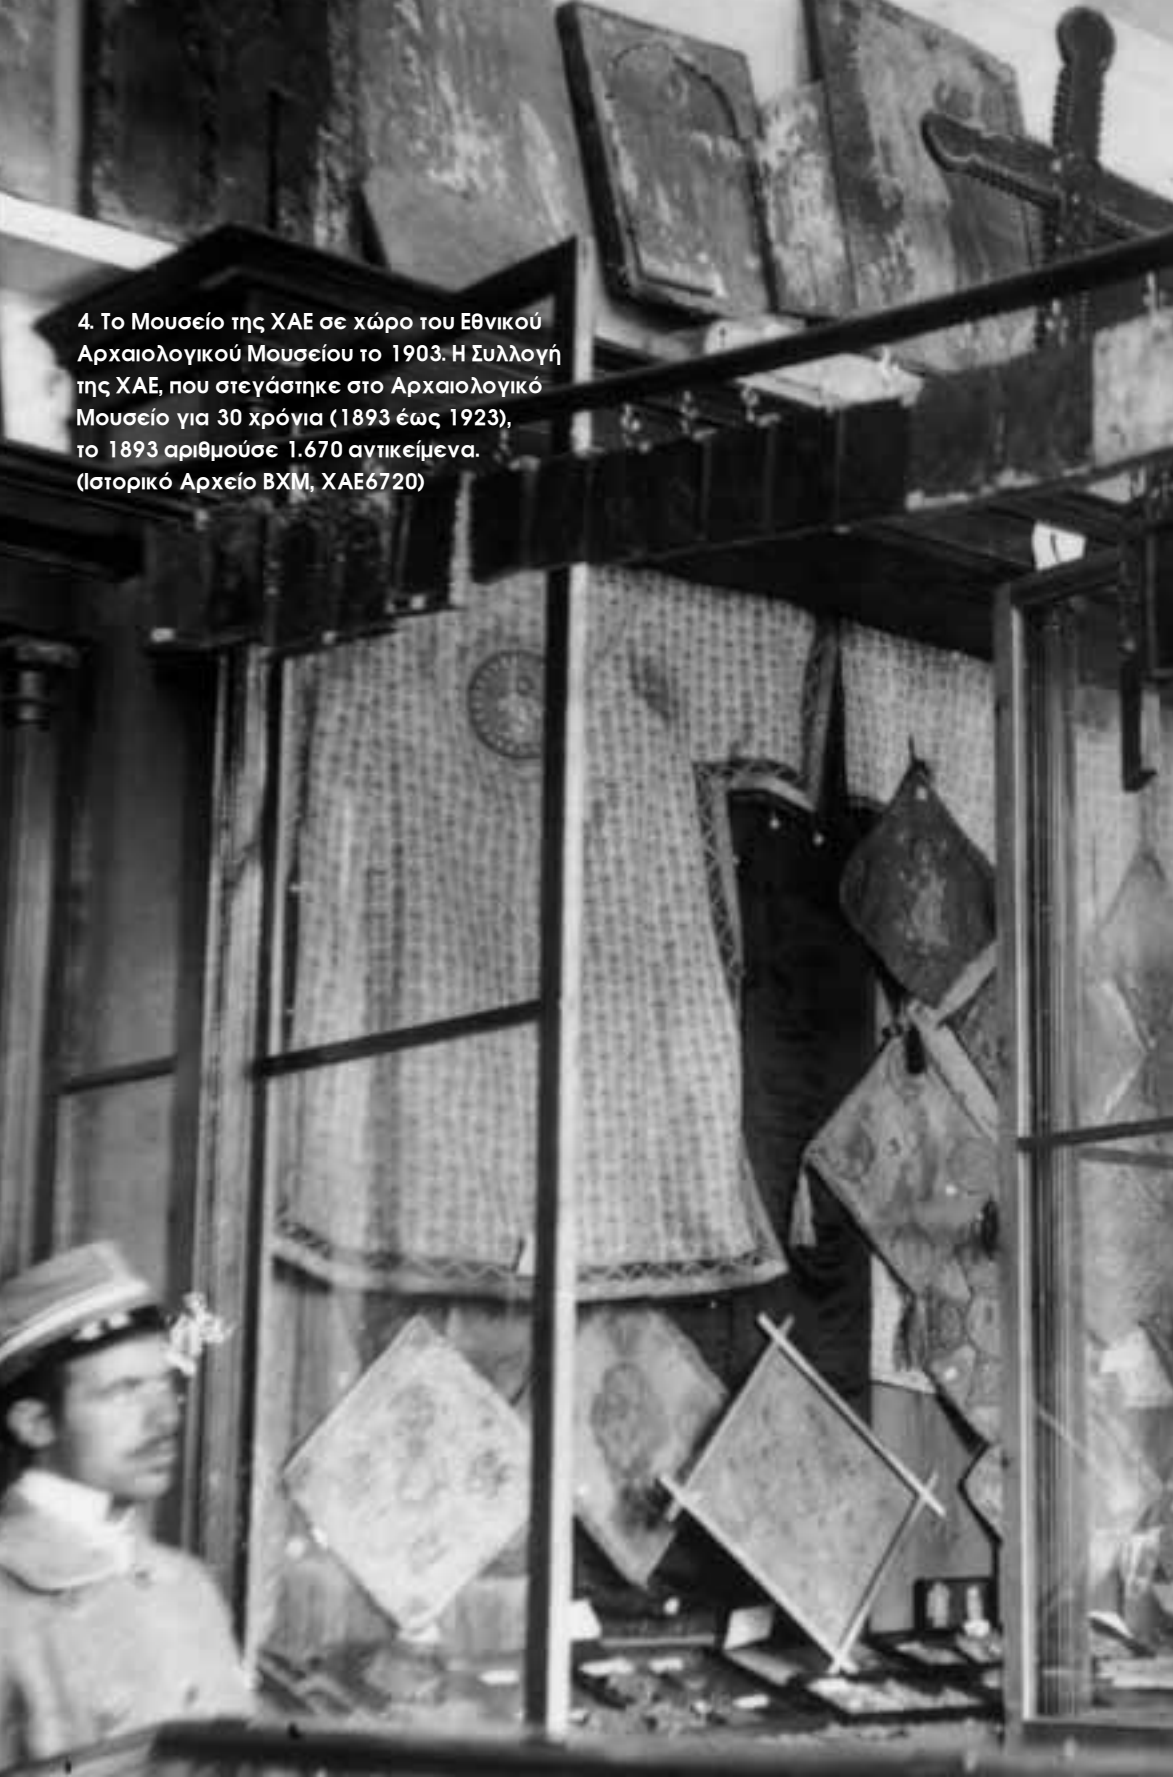 4. Το Μουσείο της ΧΑΕ σε χώρο του Εθνικού
Αρχαιολογικού Μουσείου το 1903. Η Συλλογή
της ΧΑΕ, που στεγάστηκε στο Αρχαιολογικό
Μουσείο για 30 χρόνια (1893 έως 1923),
το 1893 αριθμούσε 1.670 αντικείμενα.
(Ιστορικό Αρχείο ΒΧΜ, ΧΑΕ6720)